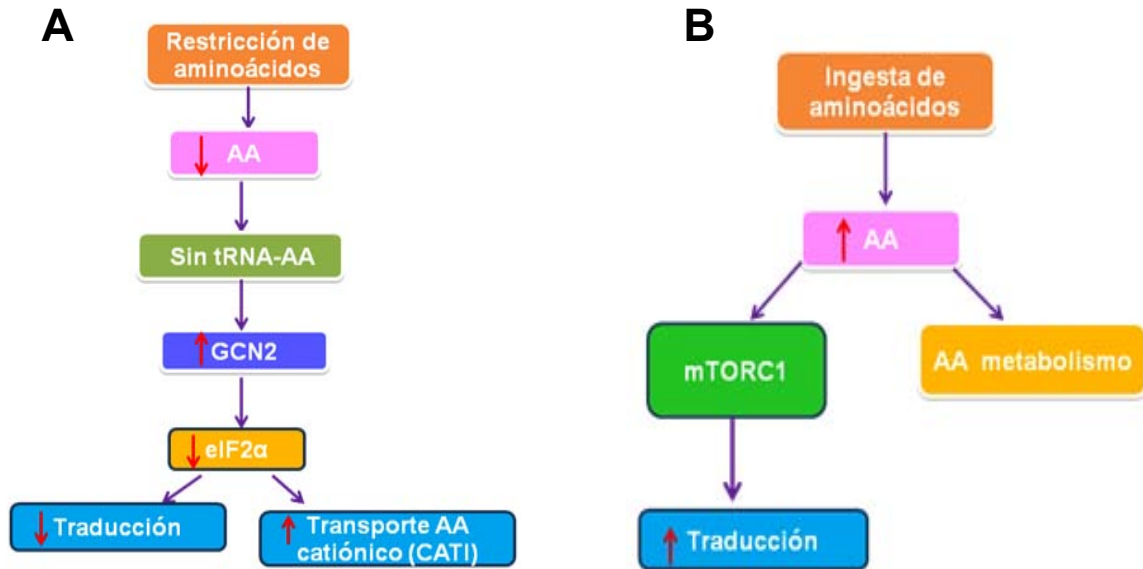 A
Restricción de
aminoácidos
AA
Sin tRNA-AA
GCN2
eIF2α
Traducción
Transporte AA
catiónico (CATI)
B
Ingesta de
aminoácidos
AA
mTORC1
AA metabolismo
Traducción